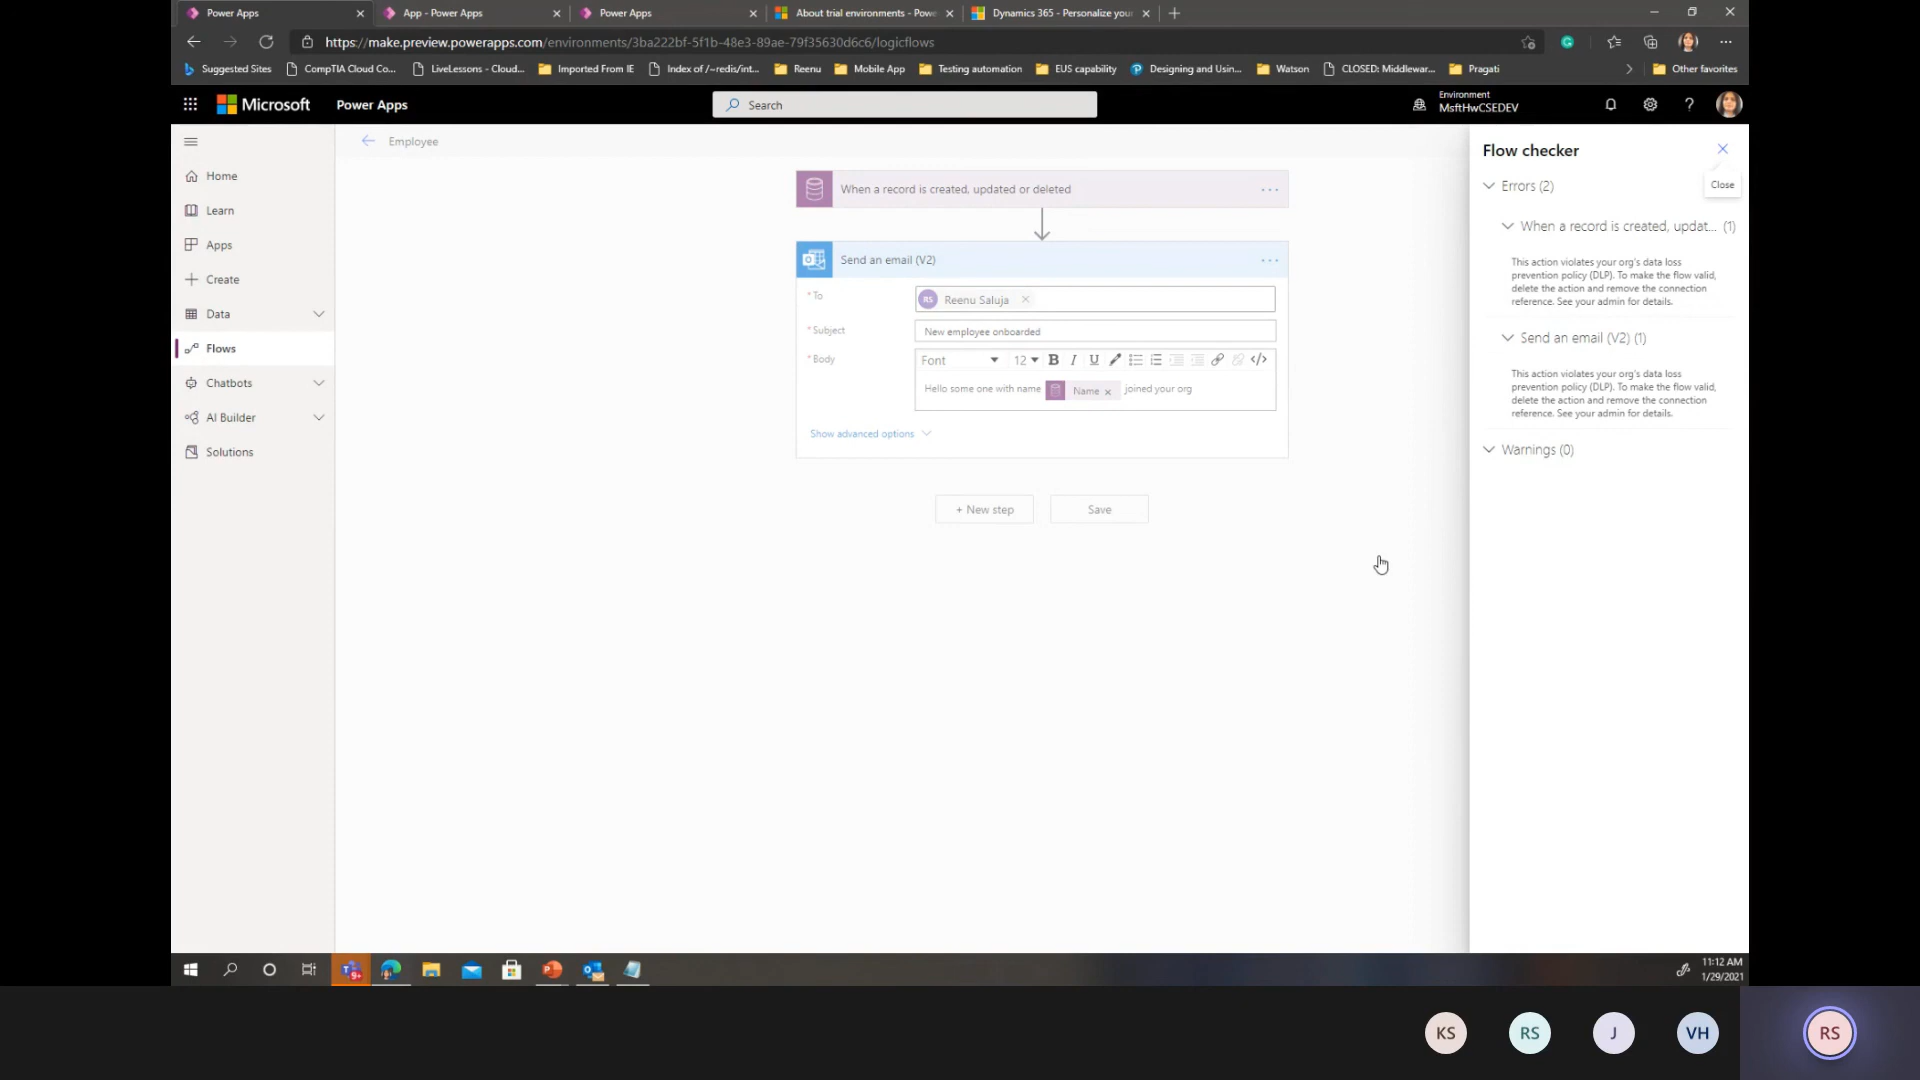 Power Apps
App - Power Apps
Power Apps
About trial environments - Powe
Dynamics 365 - Personalize your
https://make.preview.powerapps.com/environments/3ba222bf-5f1b-48e3-89ae-79f35630d6c6/logicflows
Suggested Sites
CompTIA Cloud Co...
LiveLessons - Cloud...
Imported From IE
Index of /~redis/int...
Reenu
Mobile App
Testing automation
EUS capability
Designing and Usin...
Watson
CLOSED: Middlewar...
Pragati
Other favorites
Microsoft
Power Apps
Search
Environment
MsftHwCSEDEV
Home
Learn
Apps
Create
Data
Flows
Chatbots
AI Builder
Solutions
Employee
When a record is created, updated or deleted
Send an email (V2)
* To
RS Reenu Saluja
* Subject
New employee onboarded
* Body
Font 12 B I U </>
Hello some one with name Name joined your org
Show advanced options
+ New step
Save
Flow checker
Close
Errors (2)
When a record is created, updat... (1)
This action violates your org's data loss
prevention policy (DLP). To make the flow valid,
delete the action and remove the connection
reference. See your admin for details.
Send an email (V2) (1)
This action violates your org's data loss
prevention policy (DLP). To make the flow valid,
delete the action and remove the connection
reference. See your admin for details.
Warnings (0)
9+
11:12 AM
1/29/2021
KS
RS
J
VH
RS